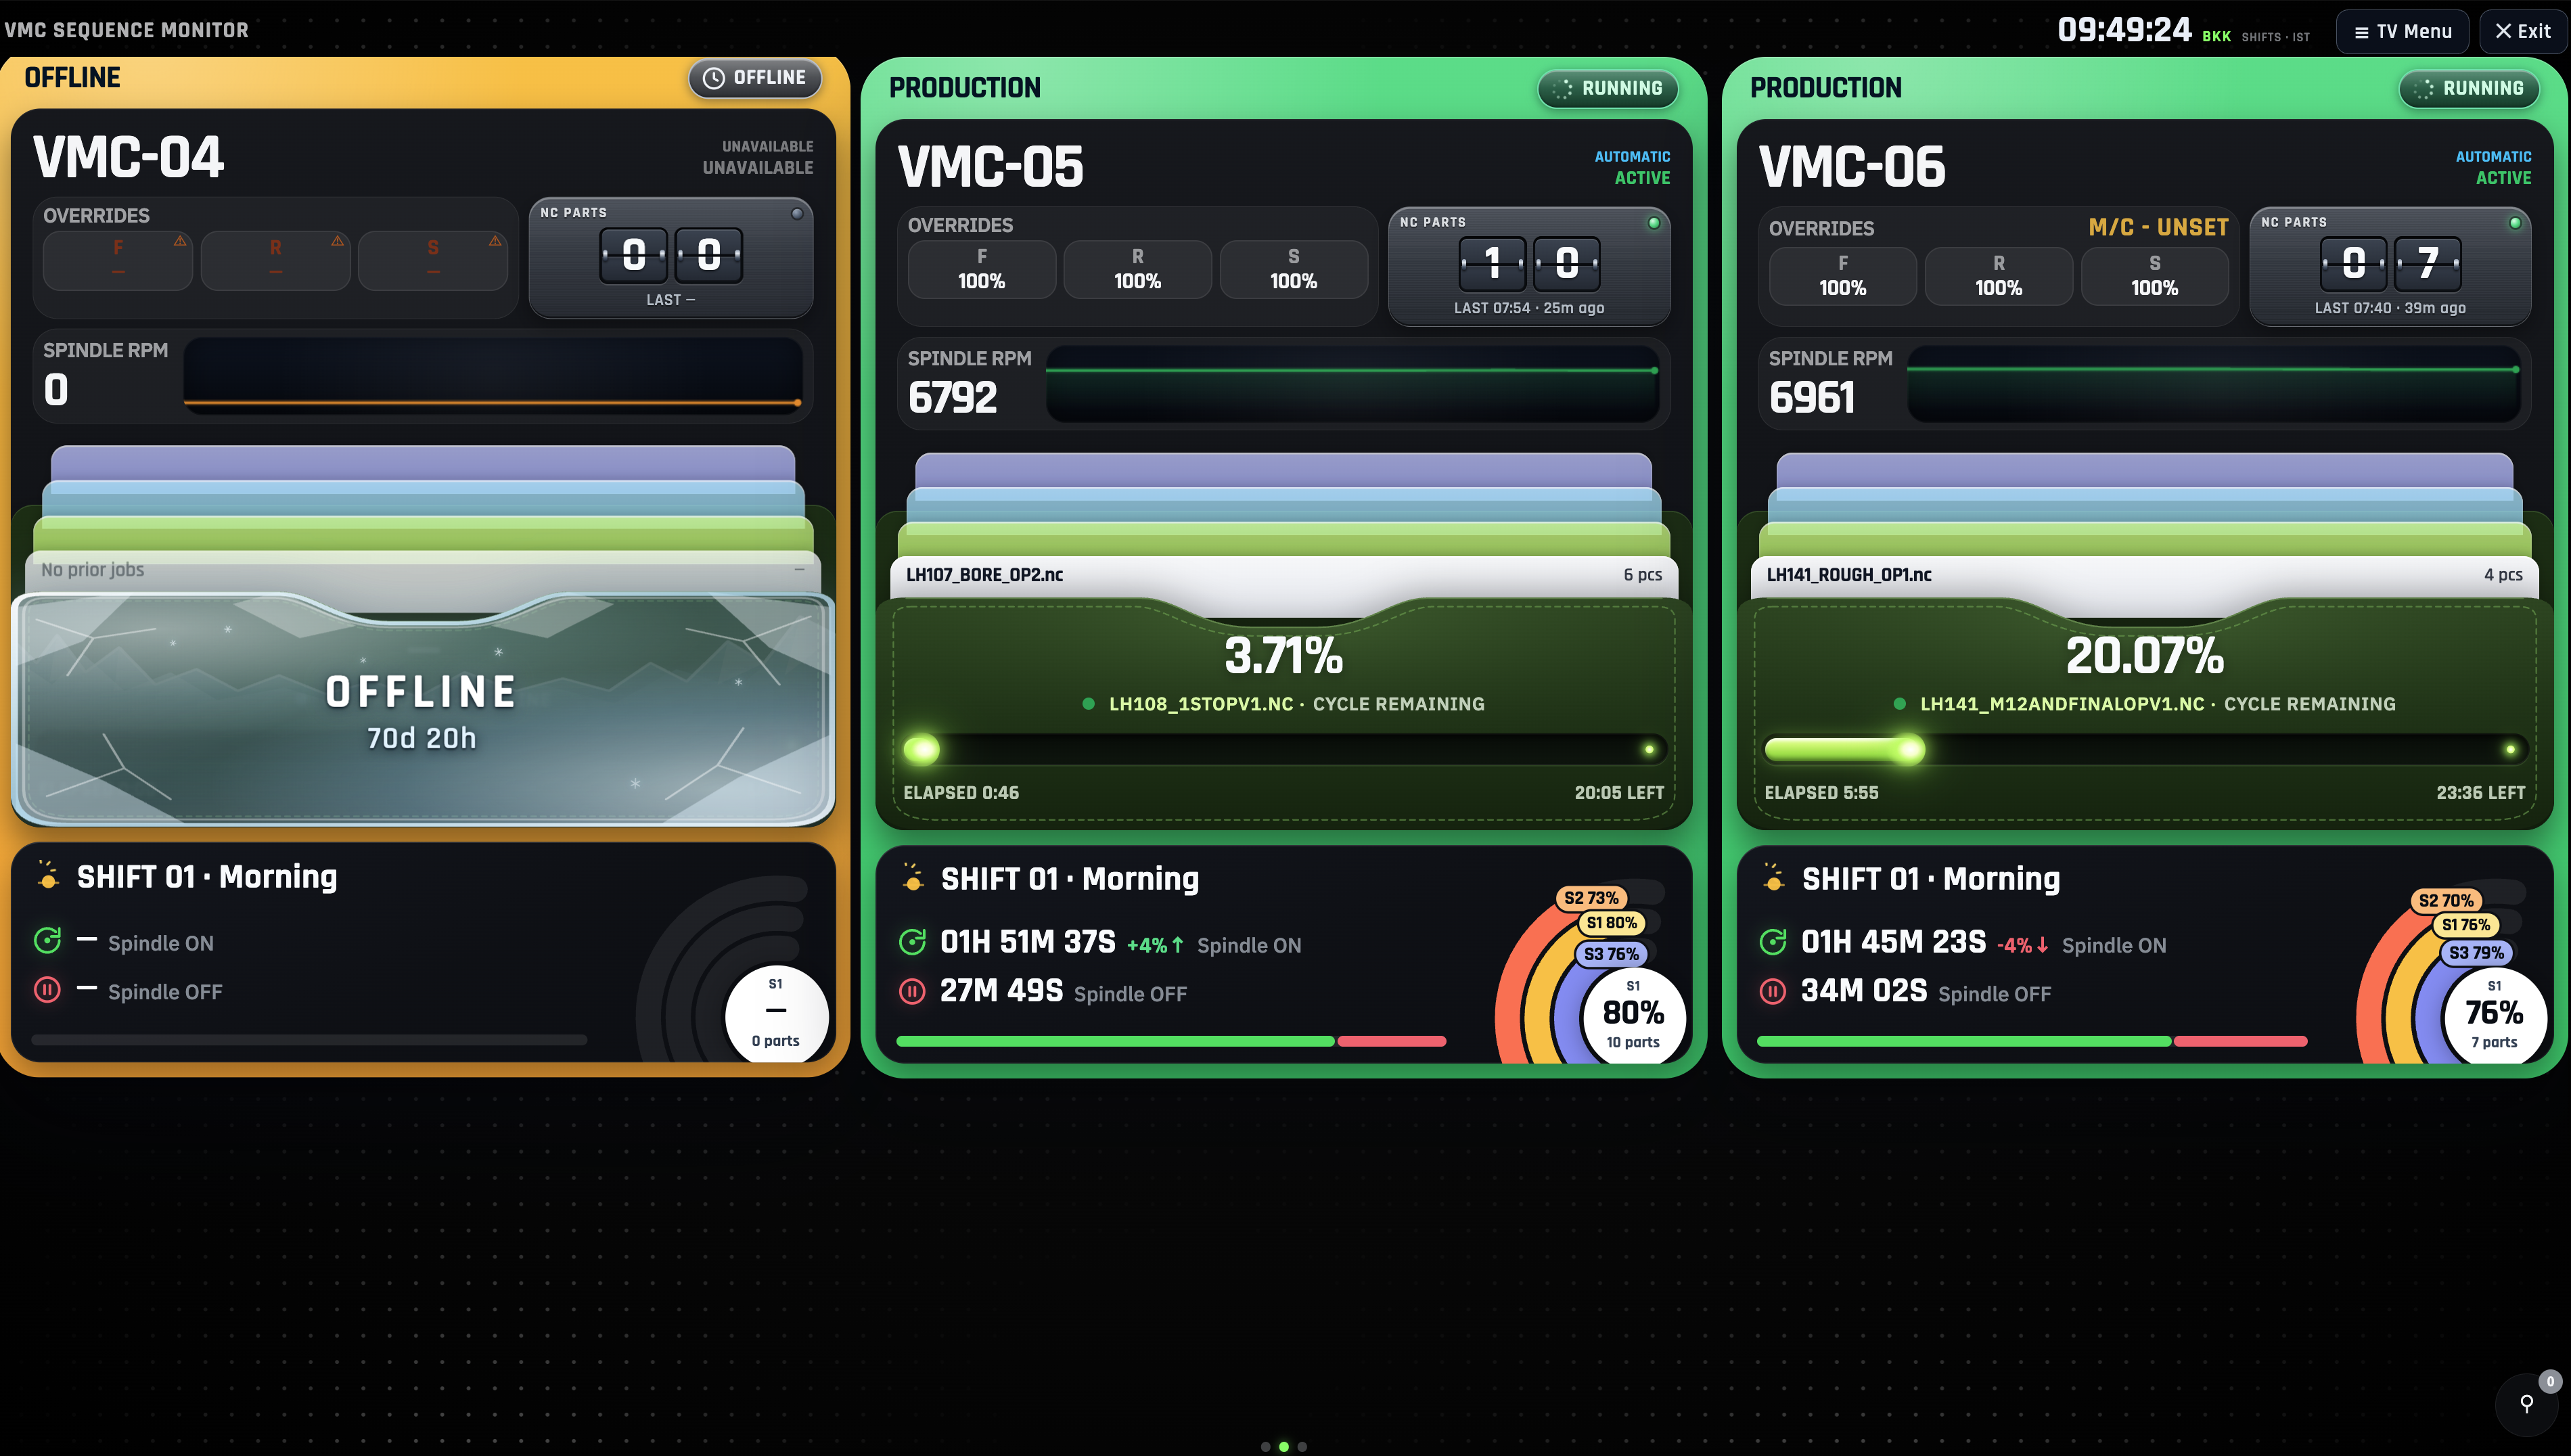 VMC SEQUENCE MONITOR
09:49:24 BKK SHIFTS · IST
≡ TV Menu
✕ Exit
OFFLINE
OFFLINE
VMC-04
UNAVAILABLE
UNAVAILABLE
OVERRIDES
F
—
R
—
S
—
NC PARTS
0 0
LAST —
SPINDLE RPM
0
No prior jobs —
OFFLINE
70d 20h
SHIFT 01 · Morning
— Spindle ON
— Spindle OFF
S1
—
0 parts
PRODUCTION
RUNNING
VMC-05
AUTOMATIC
ACTIVE
OVERRIDES
F
100%
R
100%
S
100%
NC PARTS
1 0
LAST 07:54 · 25m ago
SPINDLE RPM
6792
LH107_BORE_OP2.nc 6 pcs
3.71%
LH108_1STOPV1.NC · CYCLE REMAINING
ELAPSED 0:46 20:05 LEFT
SHIFT 01 · Morning
01H 51M 37S +4%↑ Spindle ON
27M 49S Spindle OFF
S2 73%
S1 80%
S3 76%
S1
80%
10 parts
PRODUCTION
RUNNING
VMC-06
AUTOMATIC
ACTIVE
OVERRIDES M/C - UNSET
F
100%
R
100%
S
100%
NC PARTS
0 7
LAST 07:40 · 39m ago
SPINDLE RPM
6961
LH141_ROUGH_OP1.nc 4 pcs
20.07%
LH141_M12ANDFINALOPV1.NC · CYCLE REMAINING
ELAPSED 5:55 23:36 LEFT
SHIFT 01 · Morning
01H 45M 23S -4%↓ Spindle ON
34M 02S Spindle OFF
S2 70%
S1 76%
S3 79%
S1
76%
7 parts
0